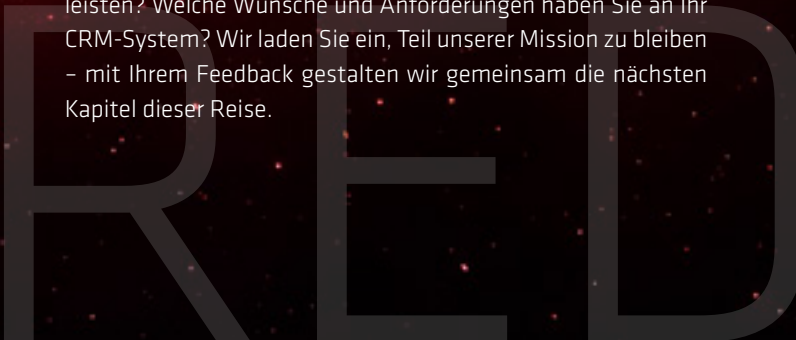 leisten? Welche Wünsche und Anforderungen haben Sie an Ihr
CRM-System? Wir laden Sie ein, Teil unserer Mission zu bleiben
– mit Ihrem Feedback gestalten wir gemeinsam die nächsten
Kapitel dieser Reise.
RED